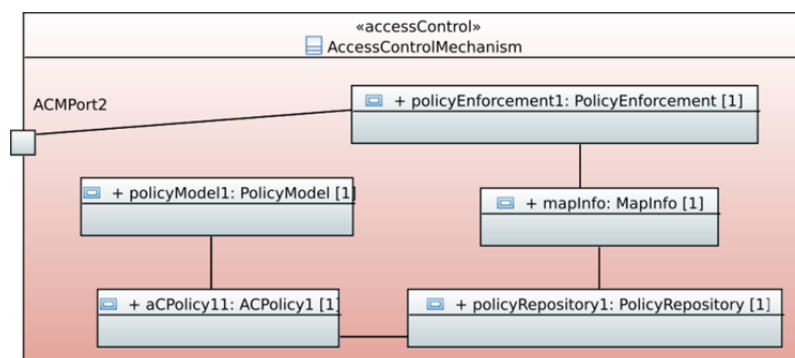 «accessControl»
AccessControlMechanism
ACMPort2
+ policyEnforcement1: PolicyEnforcement [1]
+ policyModel1: PolicyModel [1]
+ mapInfo: MapInfo [1]
+ aCPolicy11: ACPolicy1 [1]
+ policyRepository1: PolicyRepository [1]